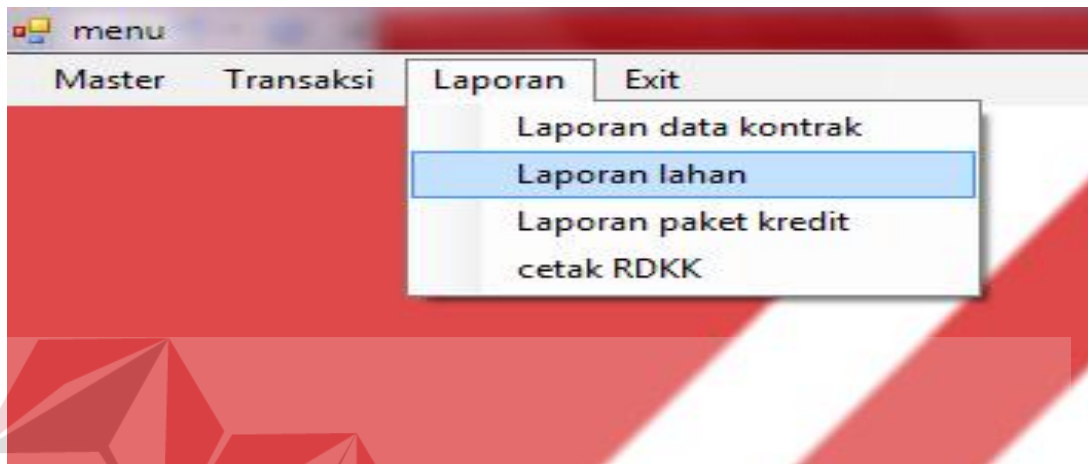 menu
Master Transaksi Laporan Exit
Laporan data kontrak
Laporan lahan
Laporan paket kredit
cetak RDKK